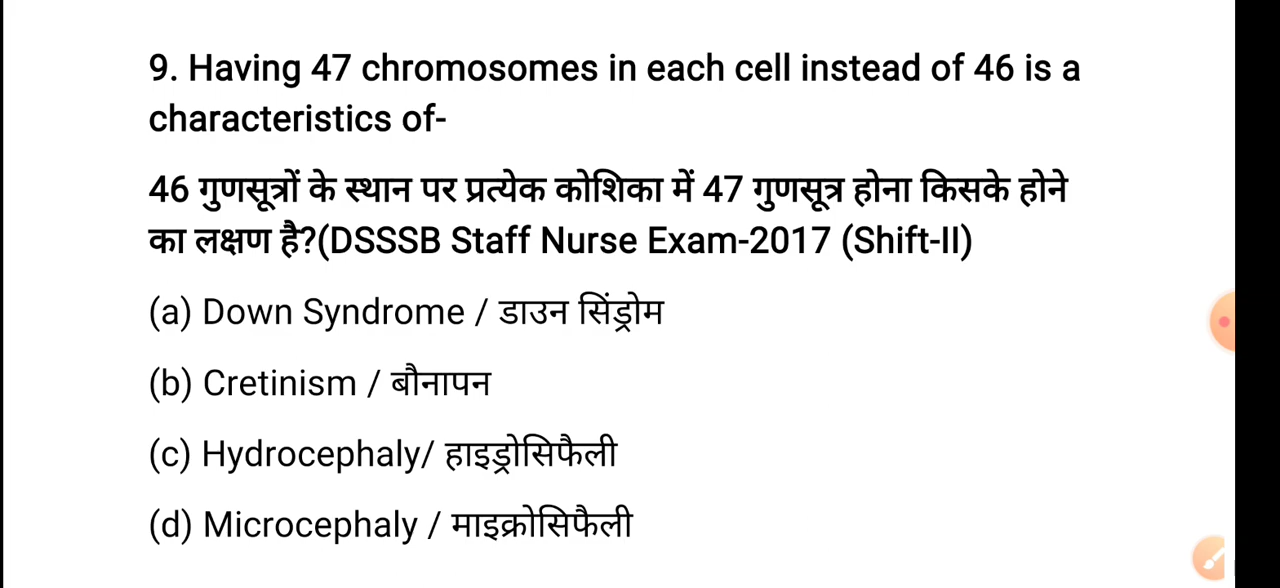 9. Having 47 chromosomes in each cell instead of 46 is a
characteristics of-
46 गुणसूत्रों के स्थान पर प्रत्येक कोशिका में 47 गुणसूत्र होना किसके होने
का लक्षण है?(DSSSB Staff Nurse Exam-2017 (Shift-II)
(a) Down Syndrome / डाउन सिंड्रोम
(b) Cretinism / बौनापन
(c) Hydrocephaly/ हाइड्रोसिफैली
(d) Microcephaly / माइक्रोसिफैली